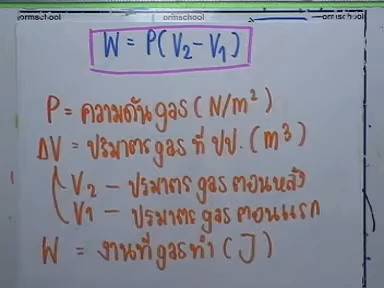 ormschool ormschool ormschool
W = P(V₂-V₁)
P = ความดัน gas (N/m²)
ΔV = ปริมาตร gas ที่ ปป. (m³)
V₂ - ปริมาตร gas ตอนหลัง
V₁ - ปริมาตร gas ตอนแรก
W = งานที่ gas ทำ (J)